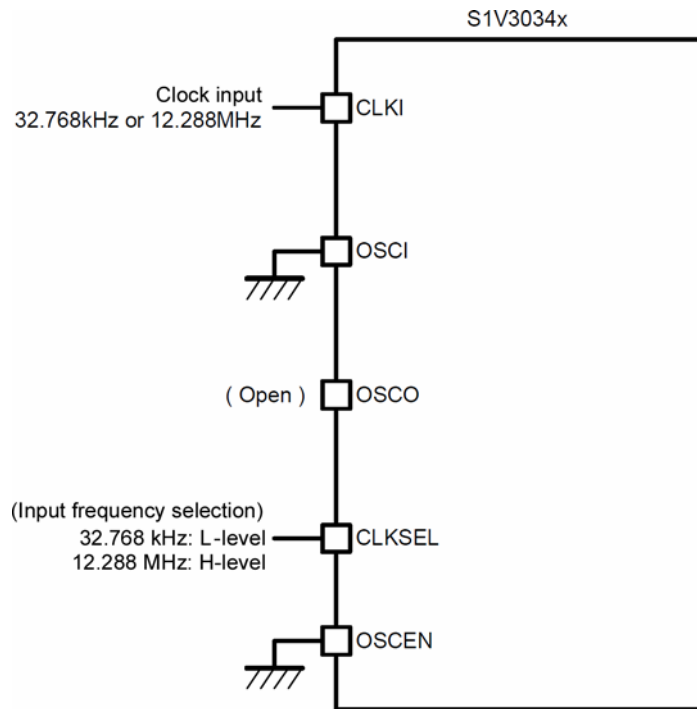 S1V3034x
Clock input
32.768kHz or 12.288MHz
CLKI
OSCI
( Open )
OSCO
(Input frequency selection)
32.768 kHz: L-level
12.288 MHz: H-level
CLKSEL
OSCEN